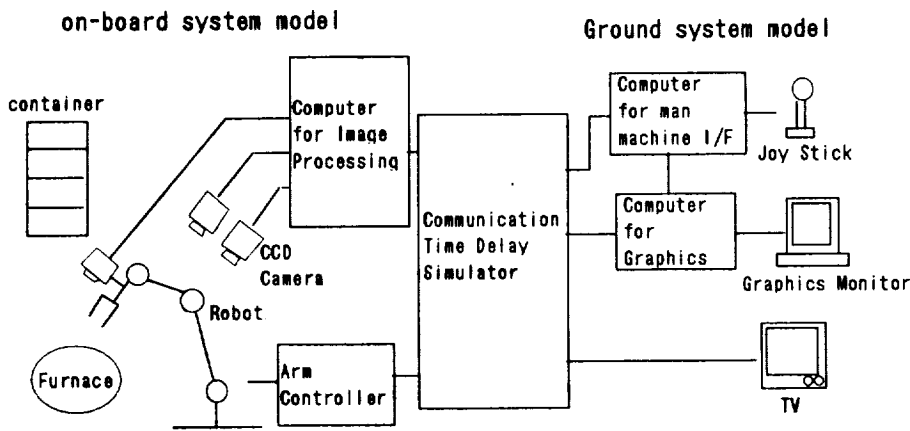 on-board system model
Ground system model
container
Computer
for Image
Processing
Computer
for man
machine I/F
Joy Stick
CCD
Camera
Communication
Time Delay
Simulator
Computer
for
Graphics
Graphics Monitor
Robot
Furnace
Arm
Controller
TV